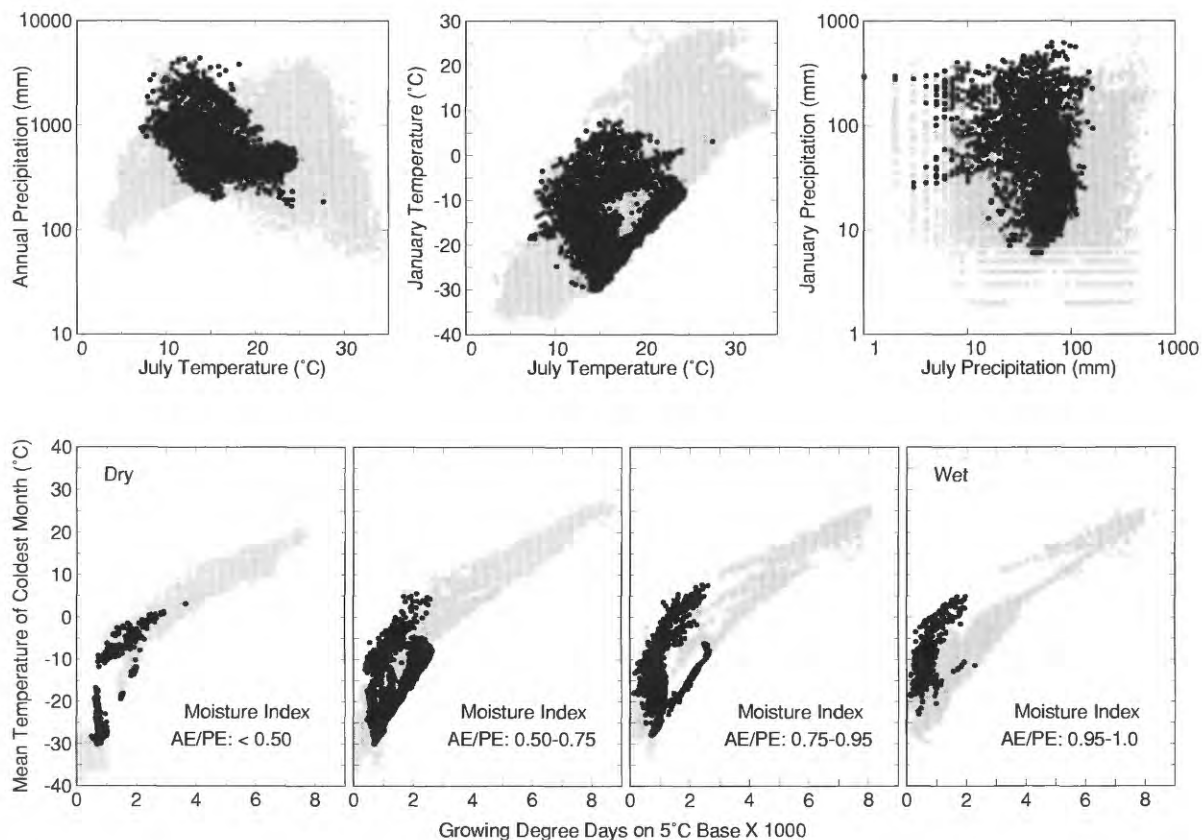 10000
1000
100
10
Annual Precipitation (mm)
0 10 20 30
July Temperature (˚C)
30
20
10
0
-10
-20
-30
-40
January Temperature (˚C)
0 10 20 30
July Temperature (˚C)
1000
100
10
1
January Precipitation (mm)
1 10 100 1000
July Precipitation (mm)
40
30
20
10
0
-10
-20
-30
-40
Mean Temperature of Coldest Month (˚C)
Dry
Moisture Index
AE/PE: < 0.50
0 2 4 6 8
Moisture Index
AE/PE: 0.50-0.75
0 2 4 6 8
Moisture Index
AE/PE: 0.75-0.95
0 2 4 6 8
Wet
Moisture Index
AE/PE: 0.95-1.0
0 2 4 6 8
Growing Degree Days on 5˚C Base X 1000